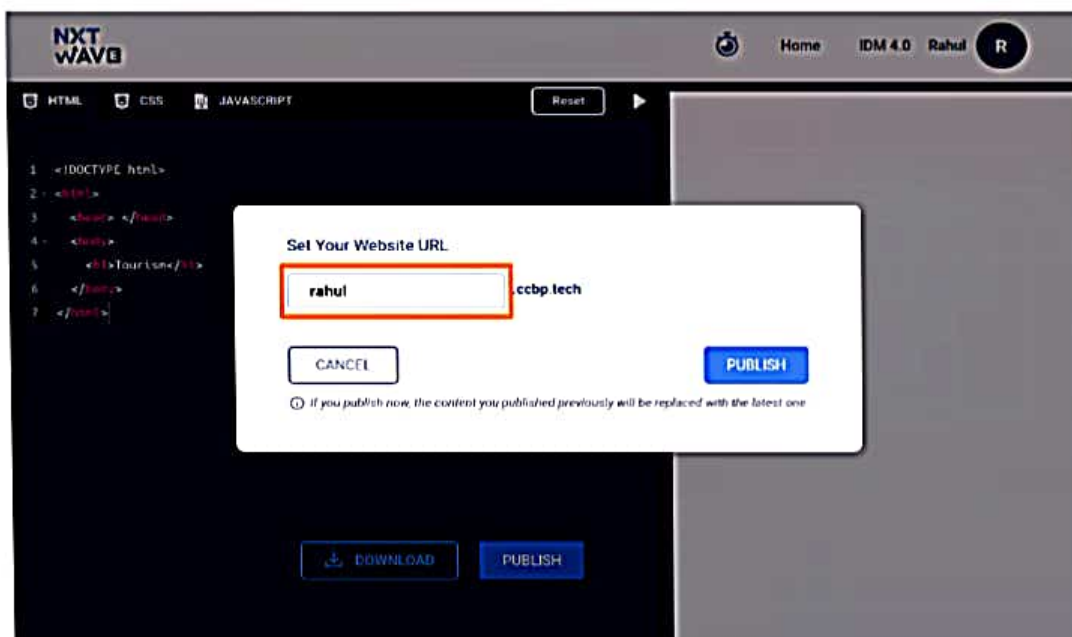 NXT
WAVE
Home IDM 4.0 Rahul R
HTML CSS JAVASCRIPT Reset
1 <!DOCTYPE html>
2 <html>
3 <head> </head>
4 <body>
5 <h1>Tourism</h1>
6 </body>
7 </html>
Set Your Website URL
rahul .ccbp.tech
CANCEL PUBLISH
If you publish now, the content you published previously will be replaced with the latest one
DOWNLOAD PUBLISH